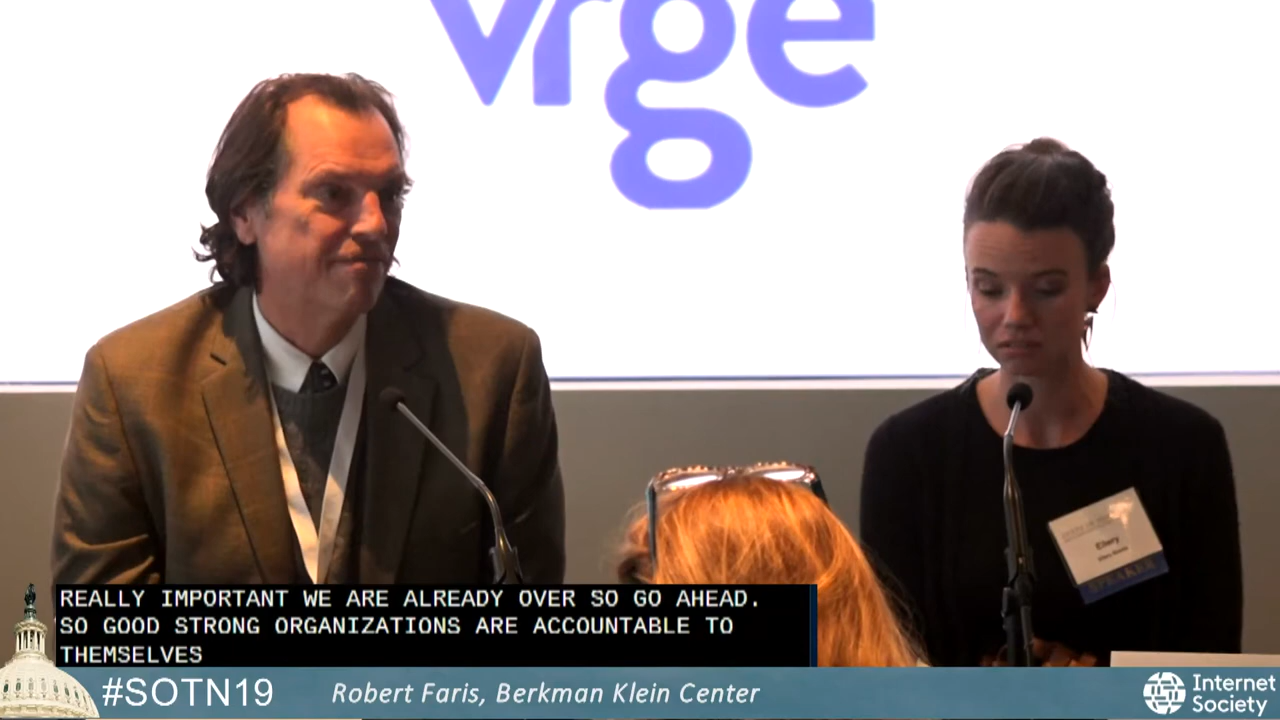 vrge
Ellery
SPEAKER
REALLY IMPORTANT WE ARE ALREADY OVER SO GO AHEAD.
SO GOOD STRONG ORGANIZATIONS ARE ACCOUNTABLE TO
THEMSELVES
#SOTN19
Robert Faris, Berkman Klein Center
Internet
Society